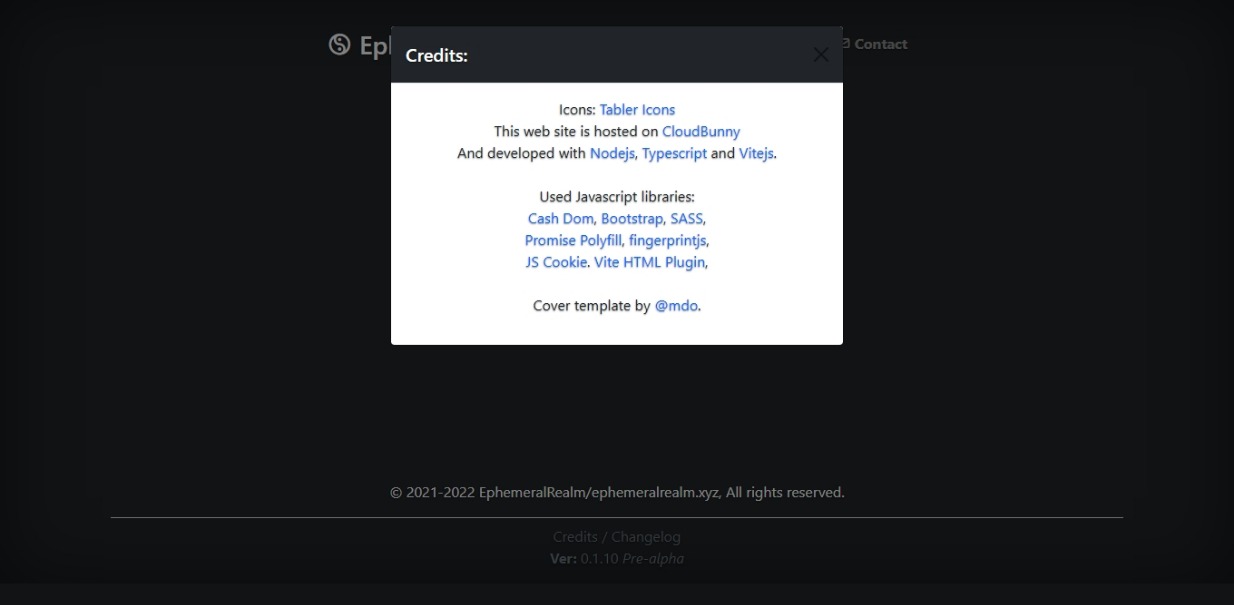 Eph
Credits:
Contact
Icons: Tabler Icons
This web site is hosted on CloudBunny
And developed with Nodejs, Typescript and Vitejs.
Used Javascript libraries:
Cash Dom, Bootstrap, SASS,
Promise Polyfill, fingerprintjs,
JS Cookie. Vite HTML Plugin,
Cover template by @mdo.
© 2021-2022 EphemeralRealm/ephemeralrealm.xyz, All rights reserved.
Credits / Changelog
Ver: 0.1.10 Pre-alpha